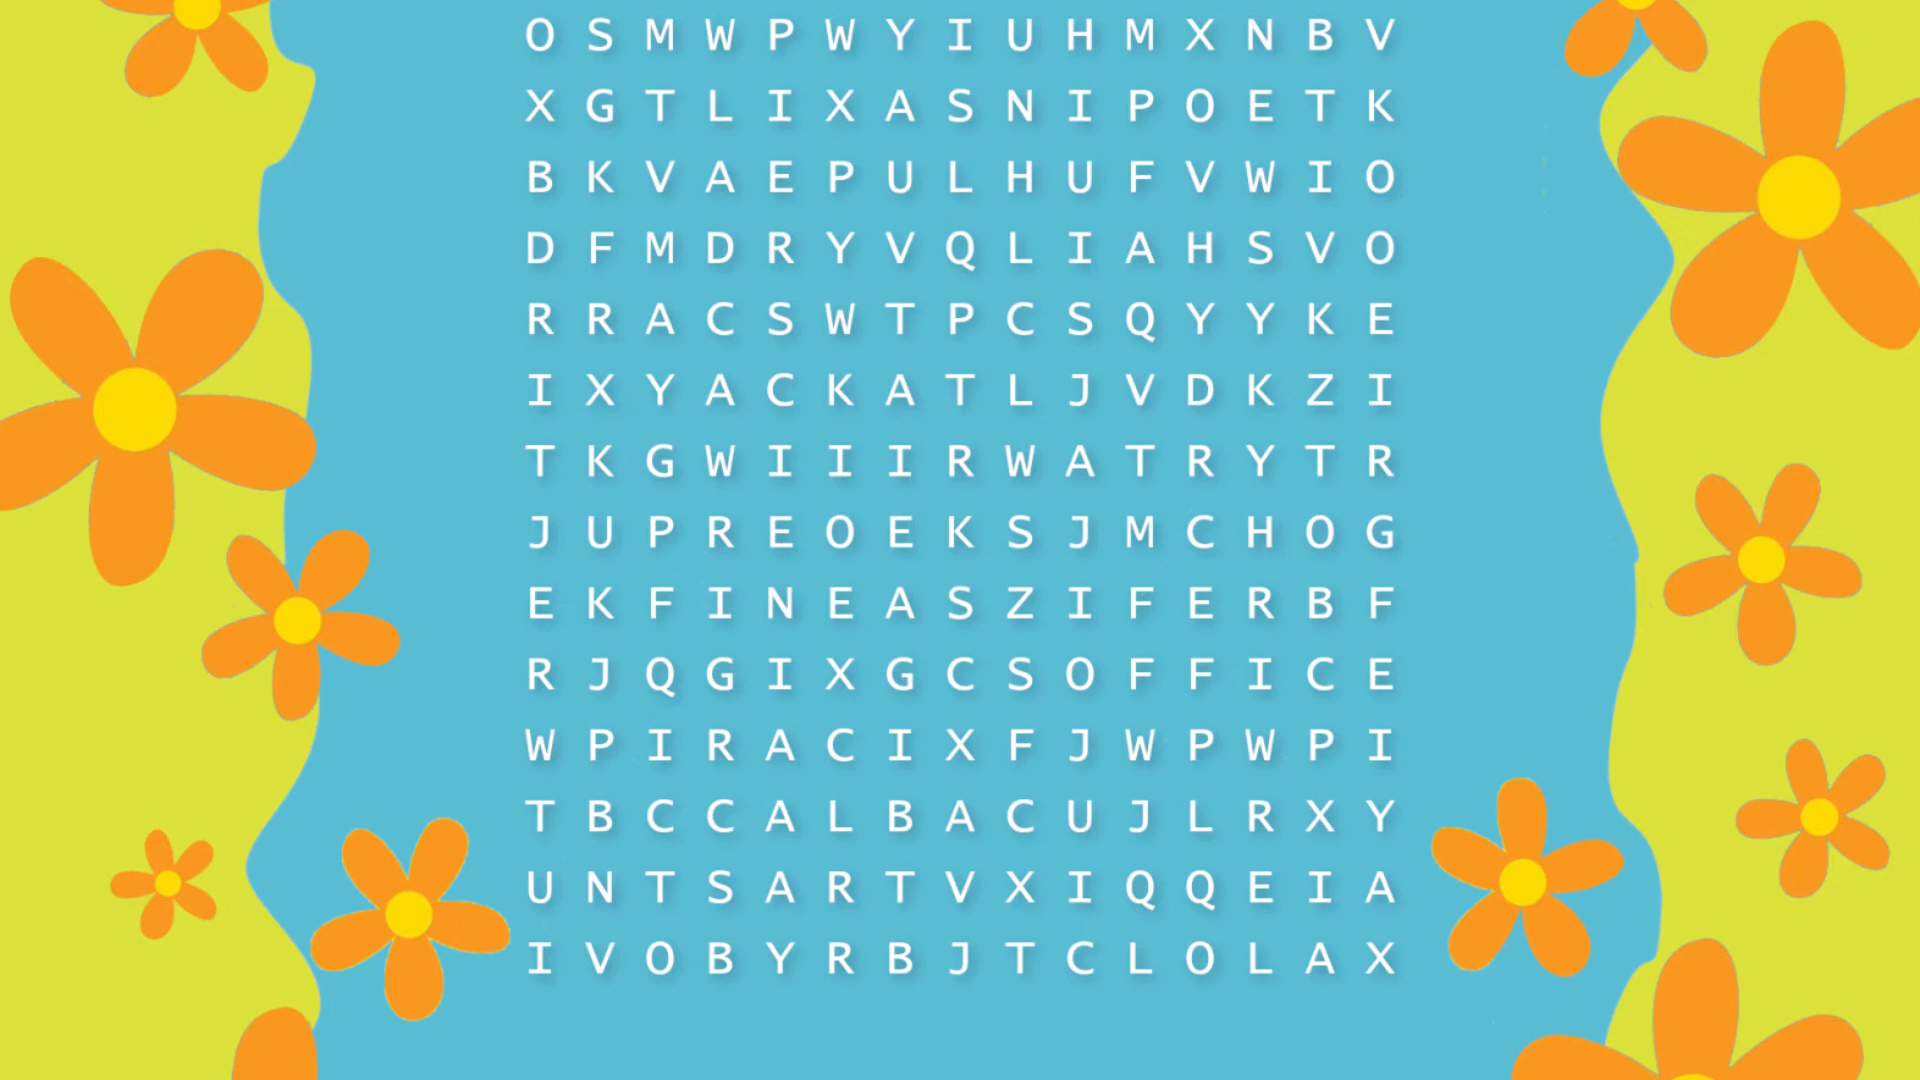 O S M W P W Y I U H M X N B V
X G T L I X A S N I P O E T K
B K V A E P U L H U F V W I O
D F M D R Y V Q L I A H S V O
R R A C S W T P C S Q Y Y K E
I X Y A C K A T L J V D K Z I
T K G W I I I R W A T R Y T R
J U P R E O E K S J M C H O G
E K F I N E A S Z I F E R B F
R J Q G I X G C S O F F I C E
W P I R A C I X F J W P W P I
T B C C A L B A C U J L R X Y
U N T S A R T V X I Q Q E I A
I V O B Y R B J T C L O L A X